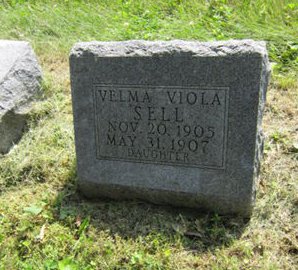 VELMA VIOLA
SELL
NOV. 20, 1905
MAY. 31, 1907
DAUGHTER